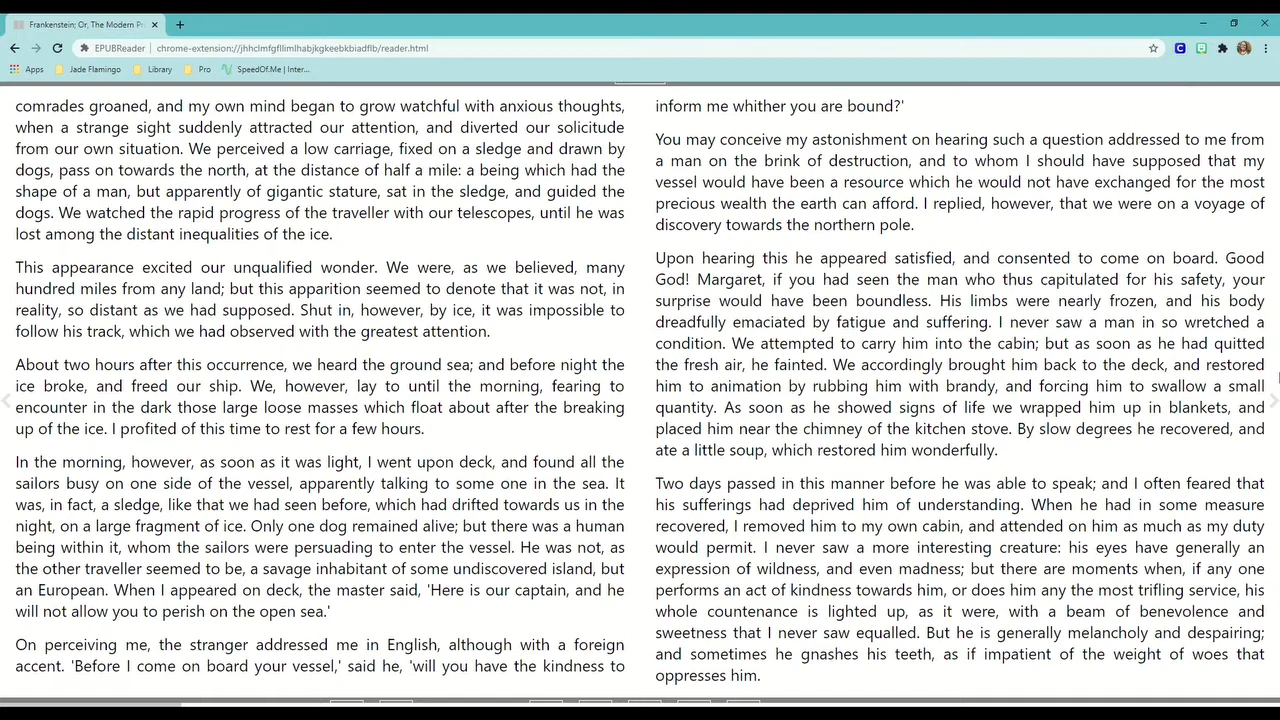 Frankenstein; Or, The Modern Pr
EPUBReader
chrome-extension://jhhclmfgfllimlhabjkgkeebkbiadflb/reader.html
Apps
Jade Flamingo
Library
Pro
SpeedOf.Me | Inter...
comrades groaned, and my own mind began to grow watchful with anxious thoughts,
when a strange sight suddenly attracted our attention, and diverted our solicitude
from our own situation. We perceived a low carriage, fixed on a sledge and drawn by
dogs, pass on towards the north, at the distance of half a mile: a being which had the
shape of a man, but apparently of gigantic stature, sat in the sledge, and guided the
dogs. We watched the rapid progress of the traveller with our telescopes, until he was
lost among the distant inequalities of the ice.
This appearance excited our unqualified wonder. We were, as we believed, many
hundred miles from any land; but this apparition seemed to denote that it was not, in
reality, so distant as we had supposed. Shut in, however, by ice, it was impossible to
follow his track, which we had observed with the greatest attention.
About two hours after this occurrence, we heard the ground sea; and before night the
ice broke, and freed our ship. We, however, lay to until the morning, fearing to
encounter in the dark those large loose masses which float about after the breaking
up of the ice. I profited of this time to rest for a few hours.
In the morning, however, as soon as it was light, I went upon deck, and found all the
sailors busy on one side of the vessel, apparently talking to some one in the sea. It
was, in fact, a sledge, like that we had seen before, which had drifted towards us in the
night, on a large fragment of ice. Only one dog remained alive; but there was a human
being within it, whom the sailors were persuading to enter the vessel. He was not, as
the other traveller seemed to be, a savage inhabitant of some undiscovered island, but
an European. When I appeared on deck, the master said, 'Here is our captain, and he
will not allow you to perish on the open sea.'
On perceiving me, the stranger addressed me in English, although with a foreign
accent. 'Before I come on board your vessel,' said he, 'will you have the kindness to
inform me whither you are bound?'
You may conceive my astonishment on hearing such a question addressed to me from
a man on the brink of destruction, and to whom I should have supposed that my
vessel would have been a resource which he would not have exchanged for the most
precious wealth the earth can afford. I replied, however, that we were on a voyage of
discovery towards the northern pole.
Upon hearing this he appeared satisfied, and consented to come on board. Good
God! Margaret, if you had seen the man who thus capitulated for his safety, your
surprise would have been boundless. His limbs were nearly frozen, and his body
dreadfully emaciated by fatigue and suffering. I never saw a man in so wretched a
condition. We attempted to carry him into the cabin; but as soon as he had quitted
the fresh air, he fainted. We accordingly brought him back to the deck, and restored
him to animation by rubbing him with brandy, and forcing him to swallow a small
quantity. As soon as he showed signs of life we wrapped him up in blankets, and
placed him near the chimney of the kitchen stove. By slow degrees he recovered, and
ate a little soup, which restored him wonderfully.
Two days passed in this manner before he was able to speak; and I often feared that
his sufferings had deprived him of understanding. When he had in some measure
recovered, I removed him to my own cabin, and attended on him as much as my duty
would permit. I never saw a more interesting creature: his eyes have generally an
expression of wildness, and even madness; but there are moments when, if any one
performs an act of kindness towards him, or does him any the most trifling service, his
whole countenance is lighted up, as it were, with a beam of benevolence and
sweetness that I never saw equalled. But he is generally melancholy and despairing;
and sometimes he gnashes his teeth, as if impatient of the weight of woes that
oppresses him.